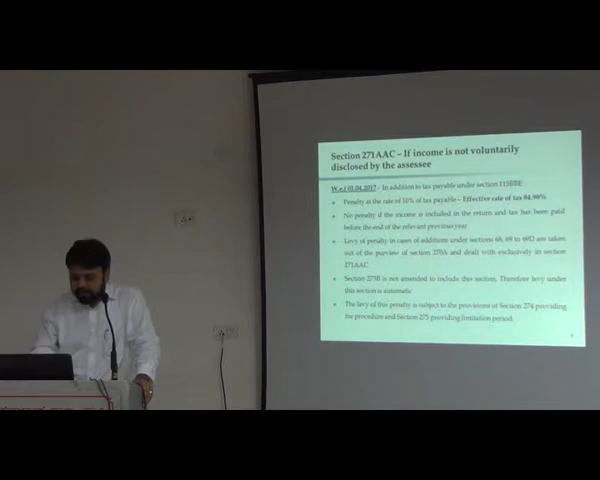 Section 271AAC – If income is not voluntarily
disclosed by the assessee
W.e.f 01.04.2017 - In addition to tax payable under section 115BBE
• Penalty at the rate of 10% of tax payable – Effective rate of tax 84.98%
• No penalty if the income is included in the return and tax has been paid
before the end of the relevant previous year
• Levy of penalty in cases of additions under sections 68, 69 to 69D are taken
out of the purview of section 270A and dealt with exclusively in section
271AAC
• Section 273B is not amended to include this section. Therefore levy under
this section is automatic
• The levy of this penalty is subject to the provisions of Section 274 providing
for procedure and Section 275 providing limitation period.